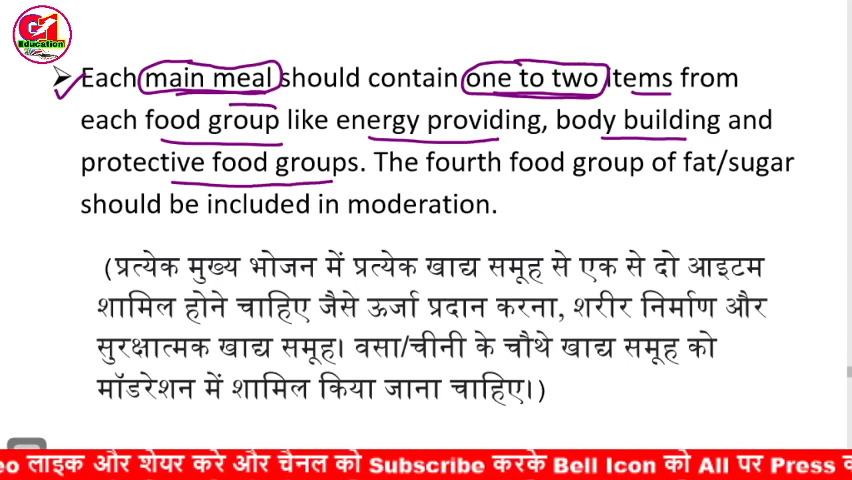 Education
➤ Each main meal should contain one to two items from
each food group like energy providing, body building and
protective food groups. The fourth food group of fat/sugar
should be included in moderation.
(प्रत्येक मुख्य भोजन में प्रत्येक खाद्य समूह से एक से दो आइटम
शामिल होने चाहिए जैसे ऊर्जा प्रदान करना, शरीर निर्माण और
सुरक्षात्मक खाद्य समूह। वसा/चीनी के चौथे खाद्य समूह को
मॉडरेशन में शामिल किया जाना चाहिए।)
eo लाइक और शेयर करे और चैनल को Subscribe करके Bell Icon को All पर Press